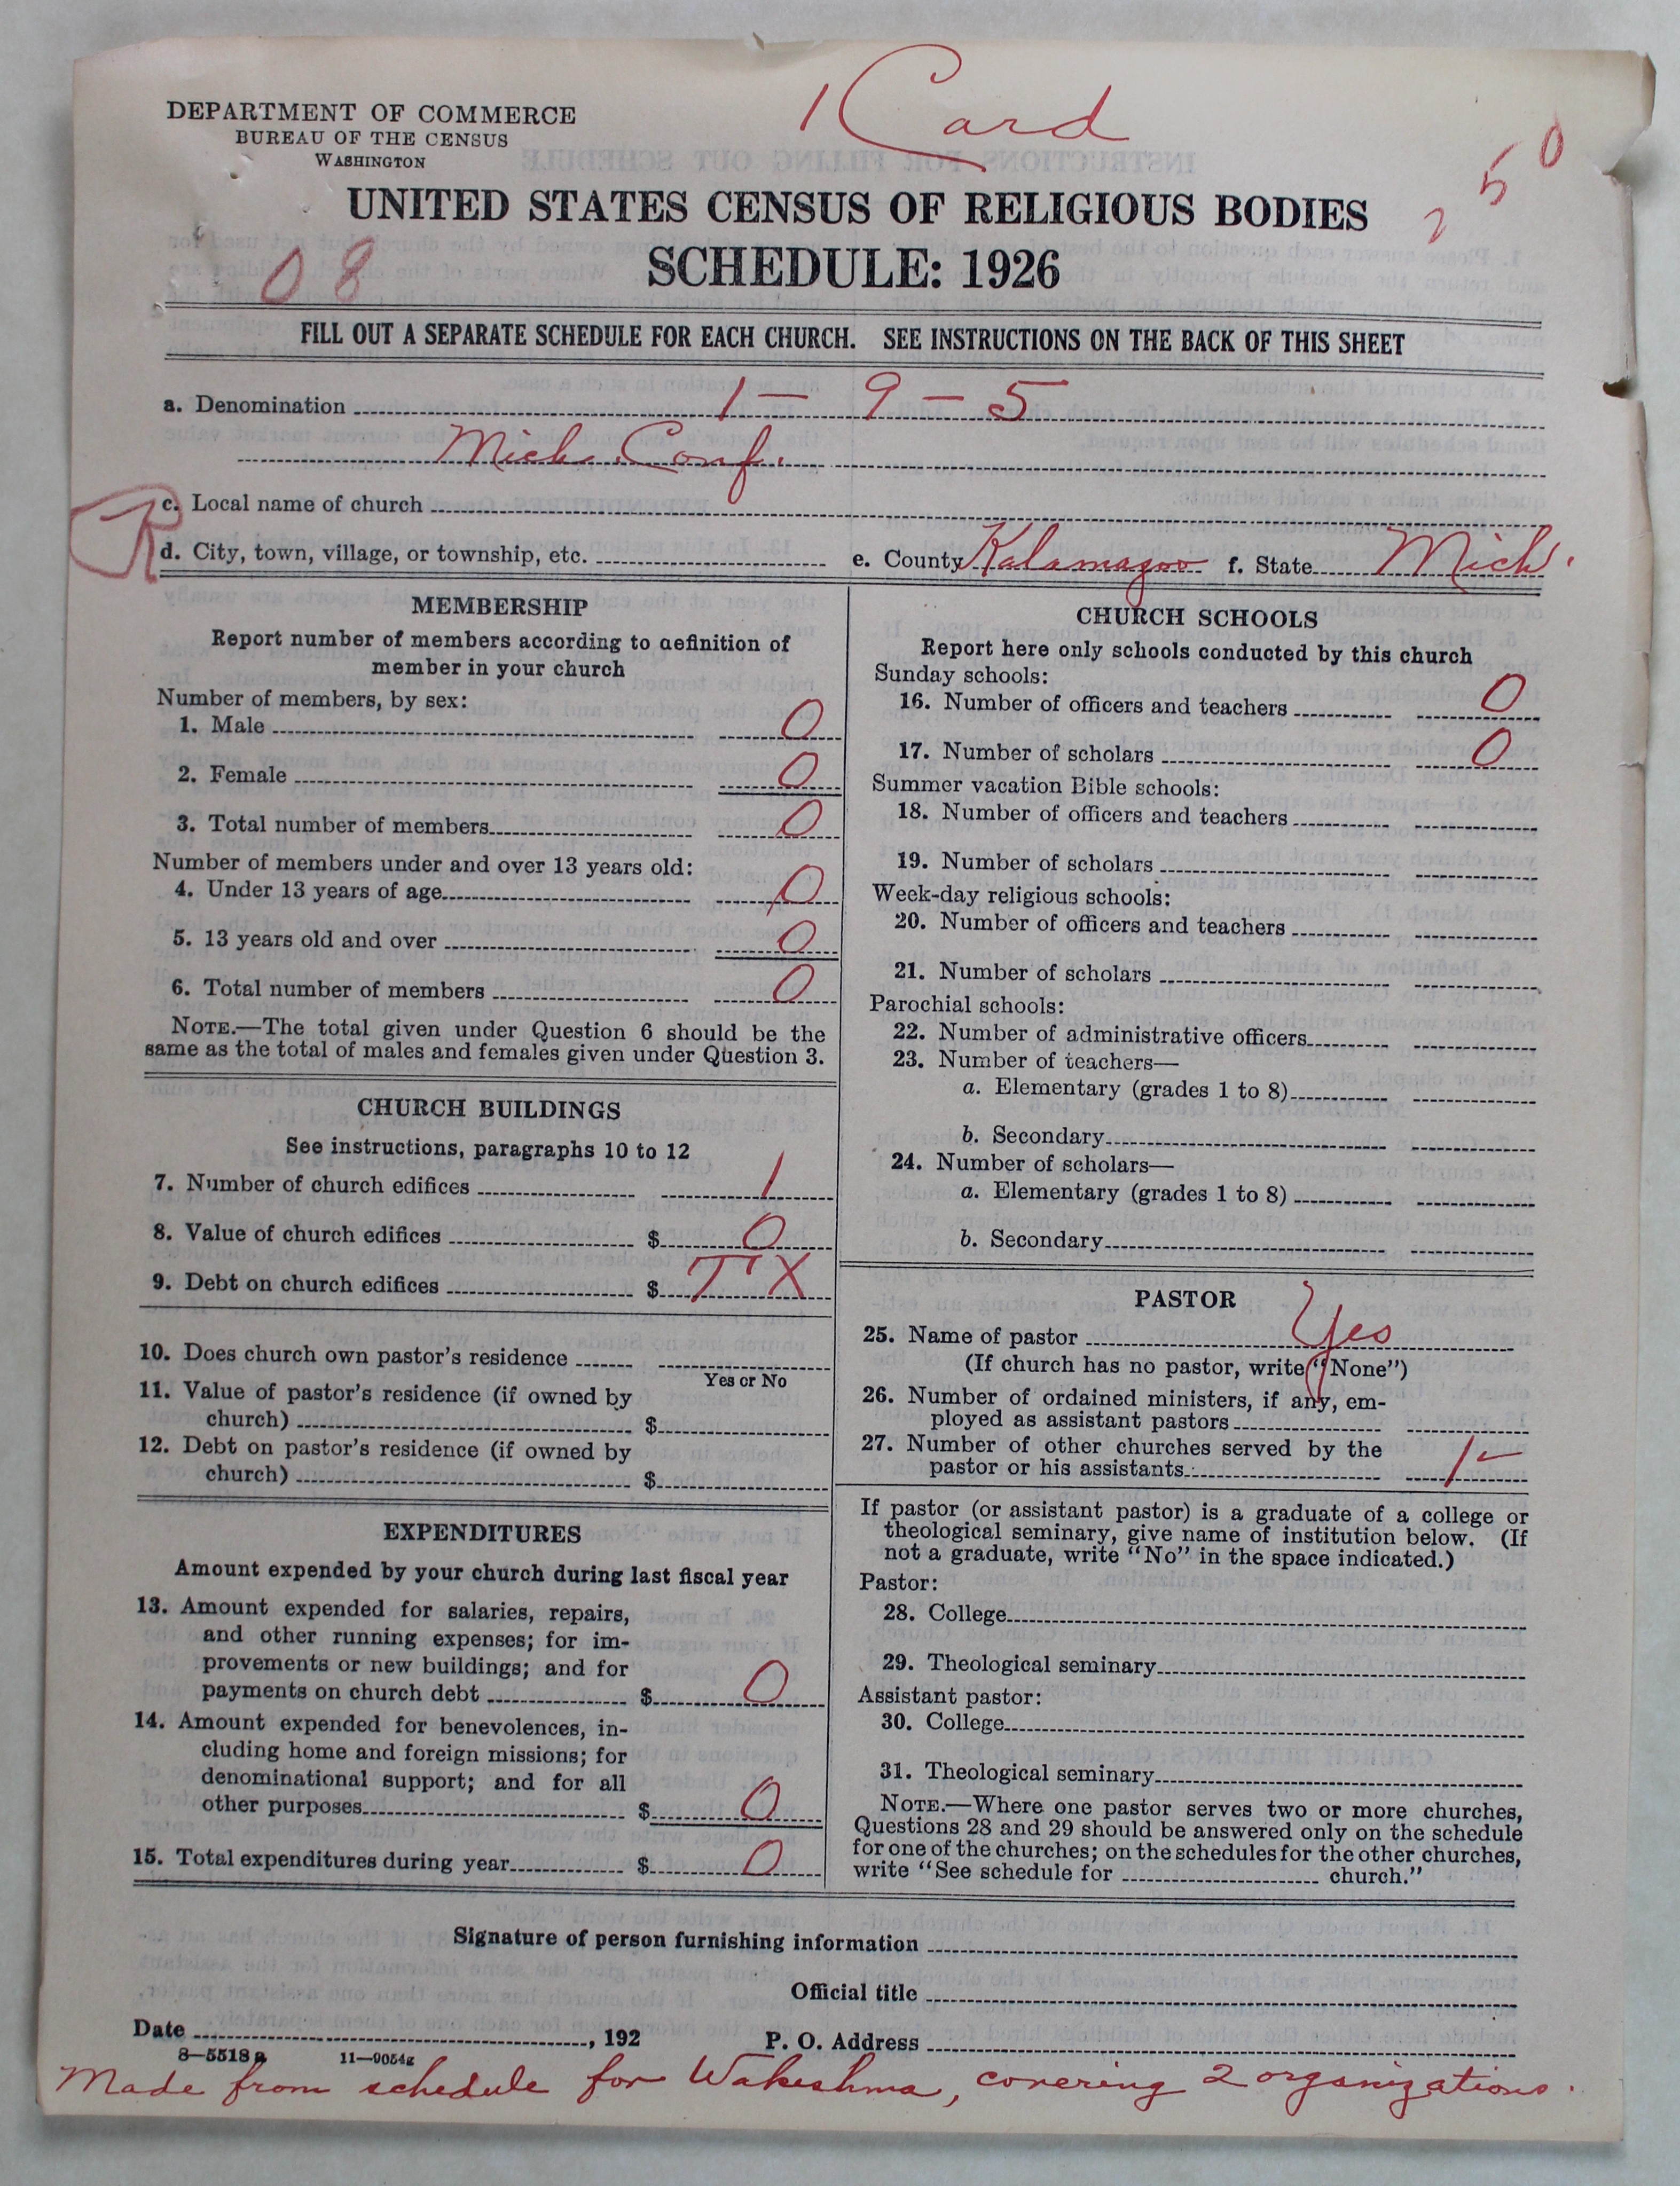 1 Card
DEPARTMENT OF COMMERCE
BUREAU OF THE CENSUS
WASHINGTON
250
UNITED STATES CENSUS OF RELIGIOUS BODIES
SCHEDULE: 1926
08
FILL OUT A SEPARATE SCHEDULE FOR EACH CHURCH. SEE INSTRUCTIONS ON THE BACK OF THIS SHEET
a. Denomination 1 - 9 - 5
Mich. Conf.
c. Local name of church
R
d. City, town, village, or township, etc. e. County Kalamazoo f. State Mich.
MEMBERSHIP
Report number of members according to definition of
member in your church
Number of members, by sex:
1. Male 0
2. Female 0
3. Total number of members 0
Number of members under and over 13 years old:
4. Under 13 years of age 0
5. 13 years old and over 0
6. Total number of members 0
NOTE.—The total given under Question 6 should be the
same as the total of males and females given under Question 3.
CHURCH BUILDINGS
See instructions, paragraphs 10 to 12
7. Number of church edifices 1
8. Value of church edifices $ 0
9. Debt on church edifices $ TX
10. Does church own pastor's residence
Yes or No
11. Value of pastor's residence (if owned by
church) $
12. Debt on pastor's residence (if owned by
church) $
EXPENDITURES
Amount expended by your church during last fiscal year
13. Amount expended for salaries, repairs,
and other running expenses; for im-
provements or new buildings; and for
payments on church debt $ 0
14. Amount expended for benevolences, in-
cluding home and foreign missions; for
denominational support; and for all
other purposes $ 0
15. Total expenditures during year $ 0
CHURCH SCHOOLS
Report here only schools conducted by this church
Sunday schools:
16. Number of officers and teachers 0
17. Number of scholars 0
Summer vacation Bible schools:
18. Number of officers and teachers
19. Number of scholars
Week-day religious schools:
20. Number of officers and teachers
21. Number of scholars
Parochial schools:
22. Number of administrative officers
23. Number of teachers—
a. Elementary (grades 1 to 8)
b. Secondary
24. Number of scholars—
a. Elementary (grades 1 to 8)
b. Secondary
PASTOR
25. Name of pastor Yes
(If church has no pastor, write "None")
26. Number of ordained ministers, if any, em-
ployed as assistant pastors
27. Number of other churches served by the
pastor or his assistants 1-
If pastor (or assistant pastor) is a graduate of a college or
theological seminary, give name of institution below. (If
not a graduate, write "No" in the space indicated.)
Pastor:
28. College
29. Theological seminary
Assistant pastor:
30. College
31. Theological seminary
NOTE.—Where one pastor serves two or more churches,
Questions 28 and 29 should be answered only on the schedule
for one of the churches; on the schedules for the other churches,
write "See schedule for church."
Signature of person furnishing information
Official title
Date , 192 P. O. Address
8—5518a 11—9054g
Made from schedule for Wakeshma, covering 2 organizations.